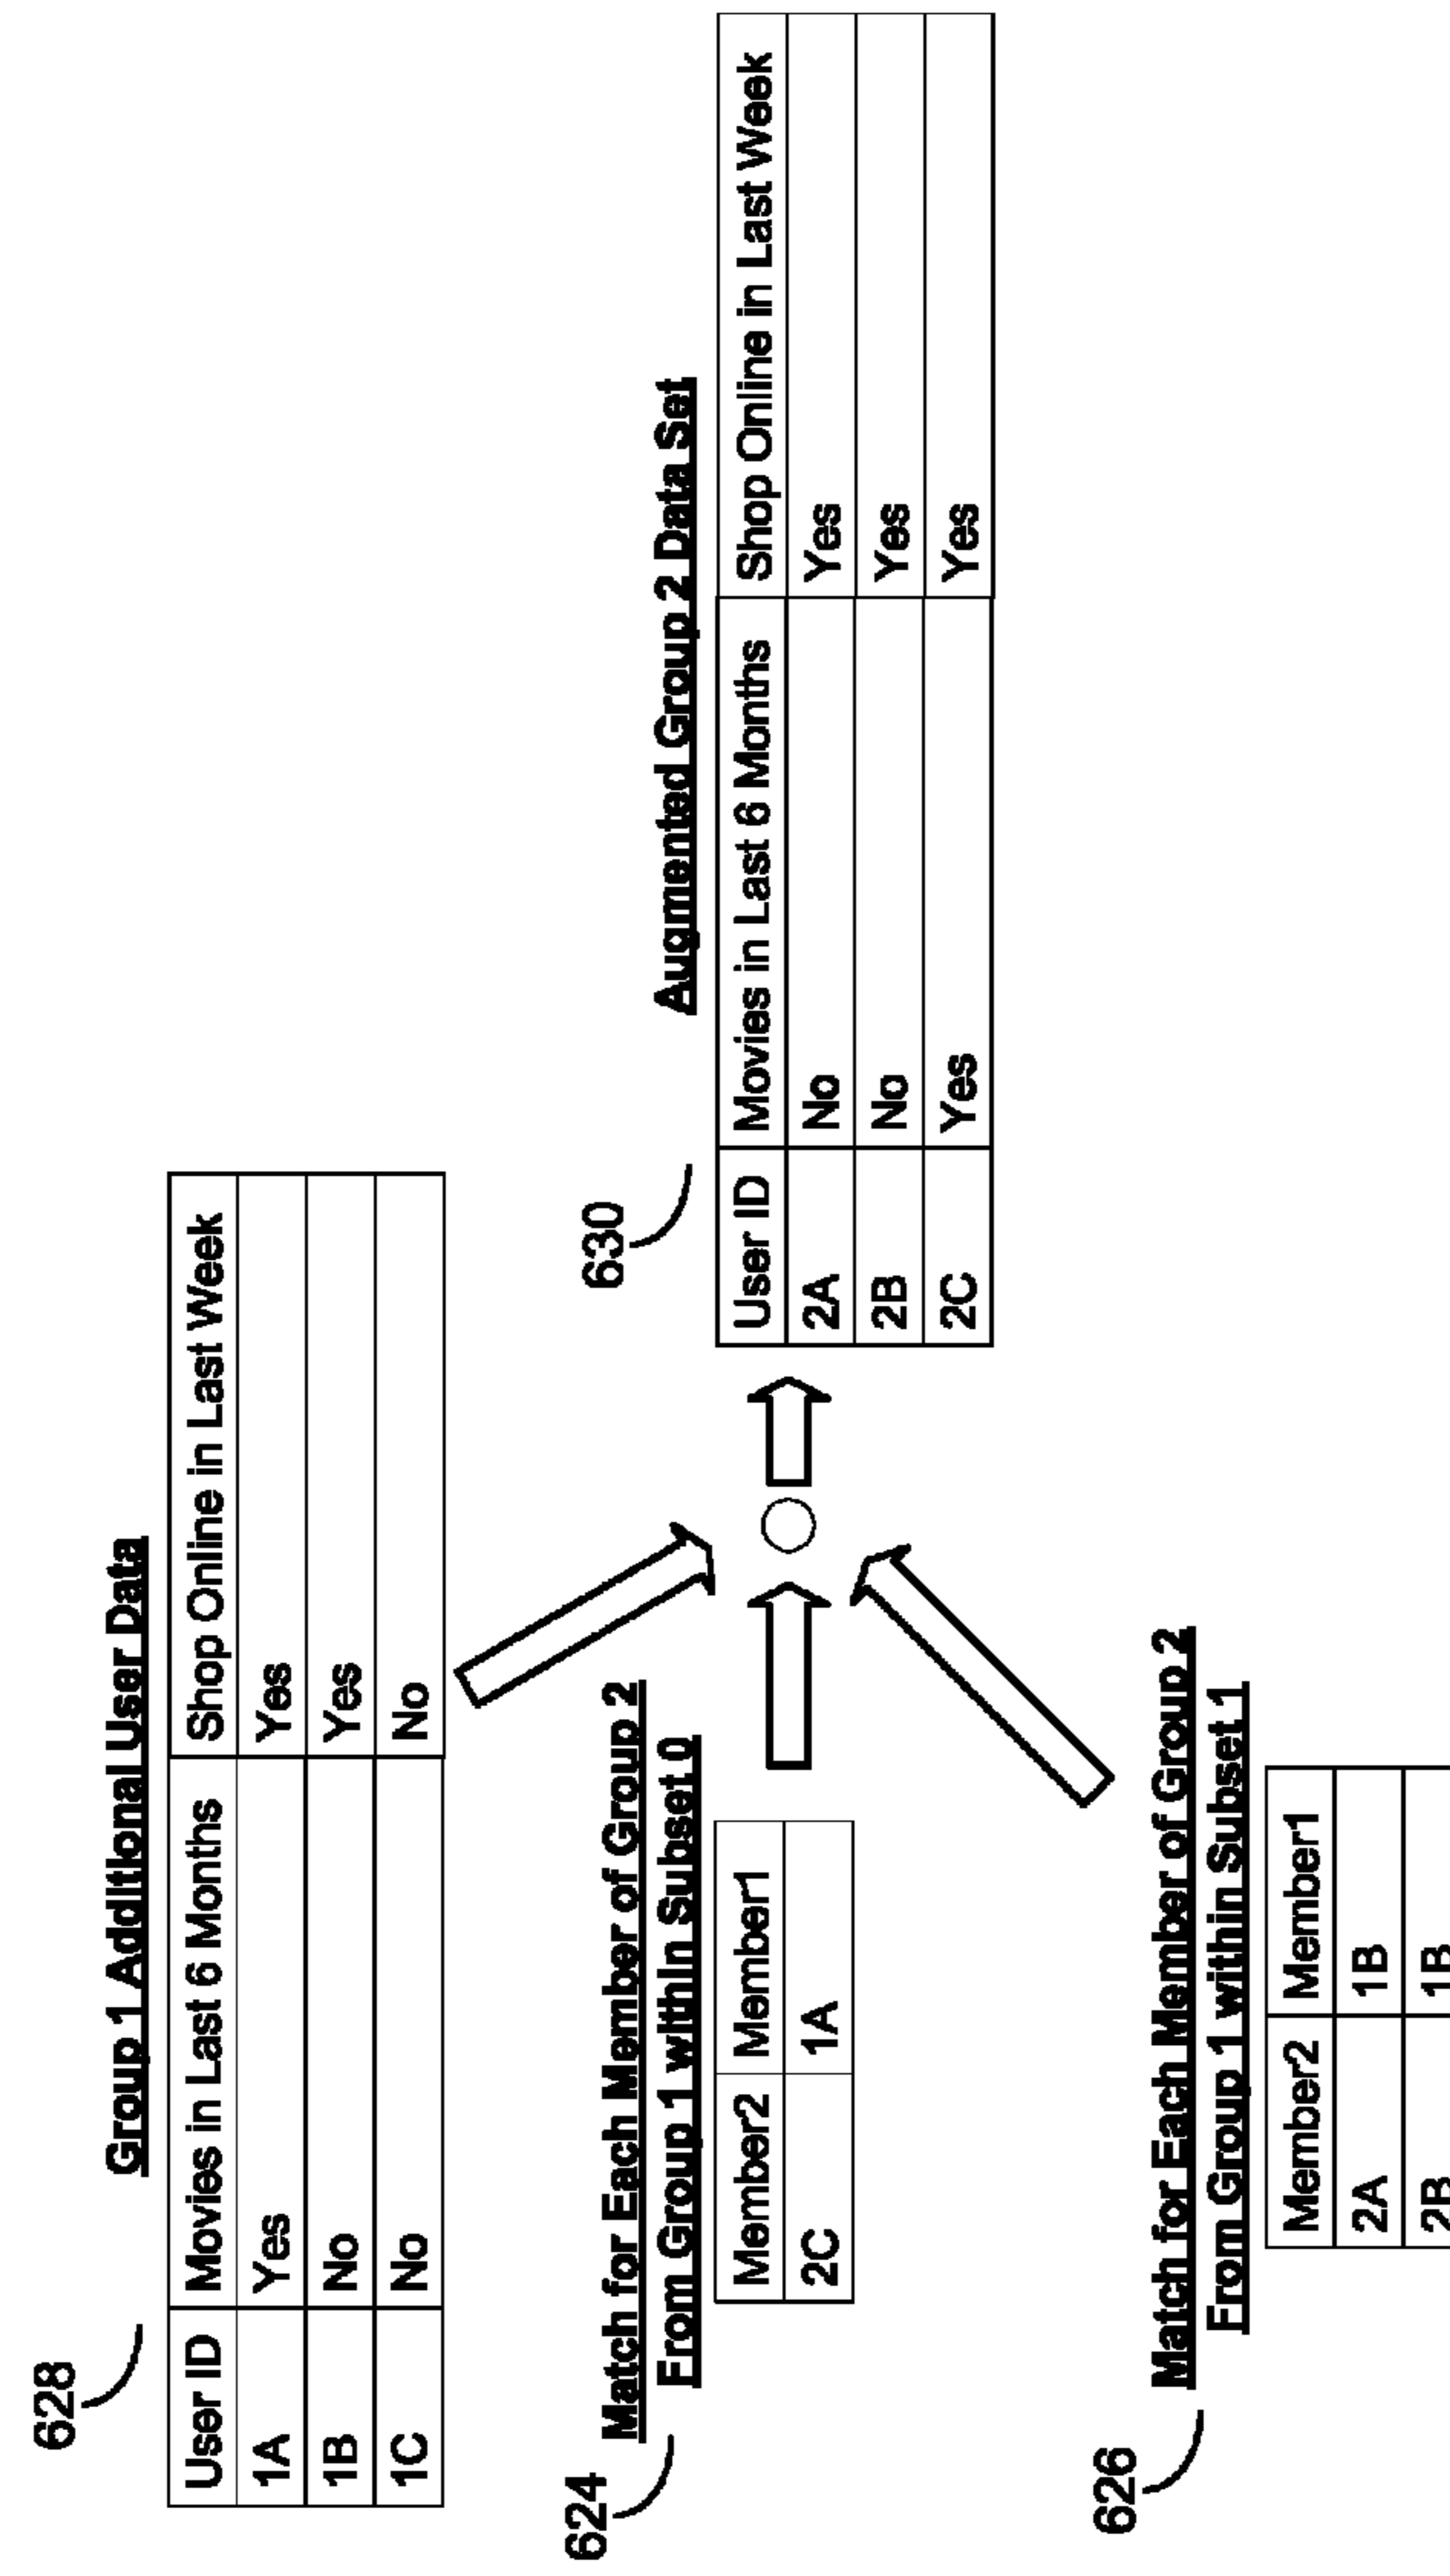 628
Group 1 Additional User Data
User ID Movies in Last 6 Months Shop Online in Last Week
1A Yes Yes
1B No Yes
1C No No
624
Match for Each Member of Group 2
From Group 1 within Subset 0
Member2 Member1
2C 1A
630
Augmented Group 2 Data Set
User ID Movies in Last 6 Months Shop Online in Last Week
2A No Yes
2B No Yes
2C Yes Yes
626
Match for Each Member of Group 2
From Group 1 within Subset 1
Member2 Member1
2A 1B
2B 1B